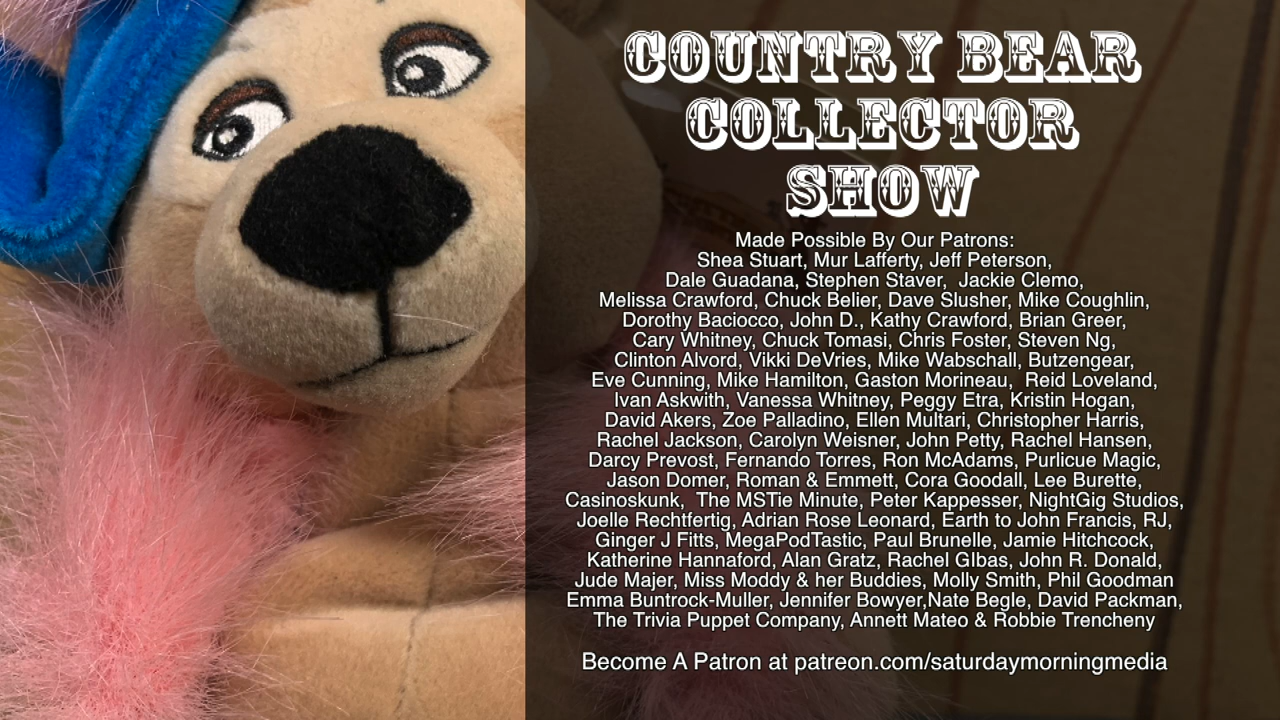 COUNTRY BEAR
COLLECTOR
SHOW
Made Possible By Our Patrons:
Shea Stuart, Mur Lafferty, Jeff Peterson,
Dale Guadana, Stephen Staver,  Jackie Clemo,
Melissa Crawford, Chuck Belier, Dave Slusher, Mike Coughlin,
Dorothy Baciocco, John D., Kathy Crawford, Brian Greer,
Cary Whitney, Chuck Tomasi, Chris Foster, Steven Ng,
Clinton Alvord, Vikki DeVries, Mike Wabschall, Butzengear,
Eve Cunning, Mike Hamilton, Gaston Morineau,  Reid Loveland,
Ivan Askwith, Vanessa Whitney, Peggy Etra, Kristin Hogan,
David Akers, Zoe Palladino, Ellen Multari, Christopher Harris,
Rachel Jackson, Carolyn Weisner, John Petty, Rachel Hansen,
Darcy Prevost, Fernando Torres, Ron McAdams, Purlicue Magic,
Jason Domer, Roman & Emmett, Cora Goodall, Lee Burette,
Casinoskunk,  The MSTie Minute, Peter Kappesser, NightGig Studios,
Joelle Rechtfertig, Adrian Rose Leonard, Earth to John Francis, RJ,
Ginger J Fitts, MegaPodTastic, Paul Brunelle, Jamie Hitchcock,
Katherine Hannaford, Alan Gratz, Rachel GIbas, John R. Donald,
Jude Majer, Miss Moddy & her Buddies, Molly Smith, Phil Goodman
Emma Buntrock-Muller, Jennifer Bowyer,Nate Begle, David Packman,
The Trivia Puppet Company, Annett Mateo & Robbie Trencheny
Become A Patron at patreon.com/saturdaymorningmedia